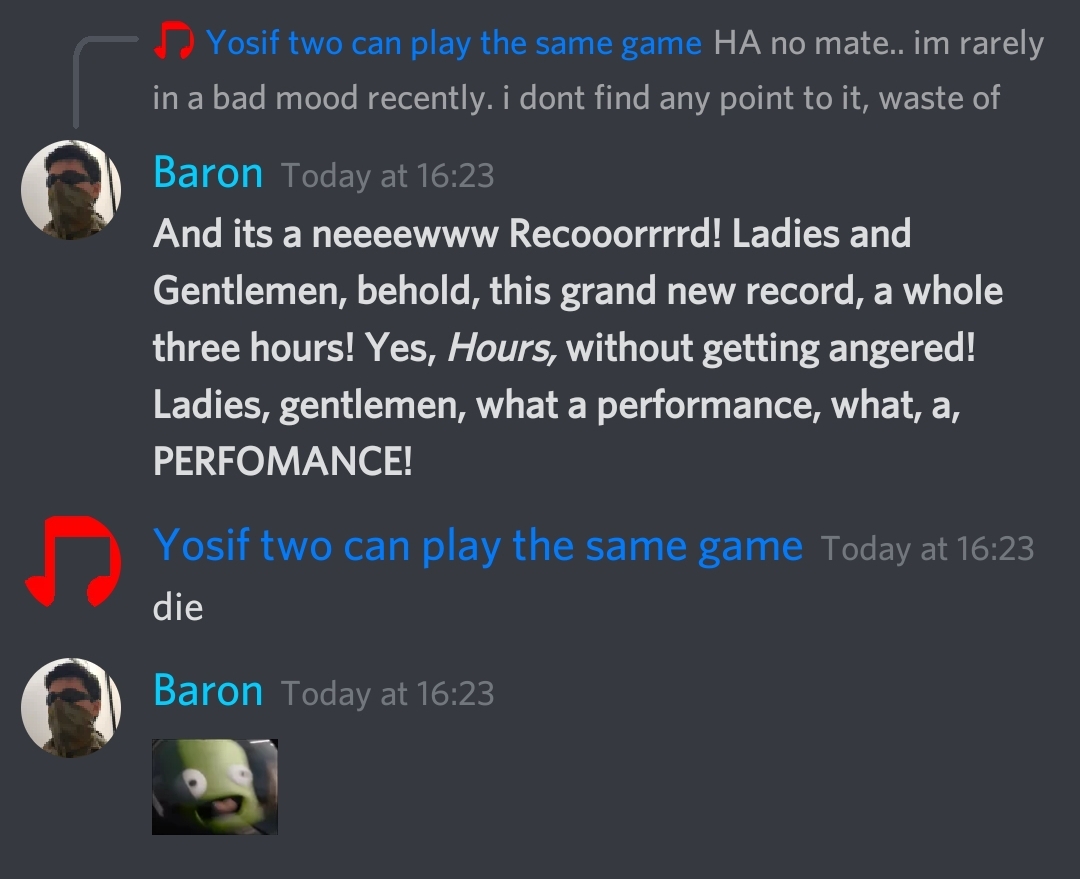 Yosif two can play the same game HA no mate.. im rarely
in a bad mood recently. i dont find any point to it, waste of
Baron Today at 16:23
And its a neeeewww Recooorrrrd! Ladies and
Gentlemen, behold, this grand new record, a whole
three hours! Yes, Hours, without getting angered!
Ladies, gentlemen, what a performance, what, a,
PERFOMANCE!
Yosif two can play the same game Today at 16:23
die
Baron Today at 16:23